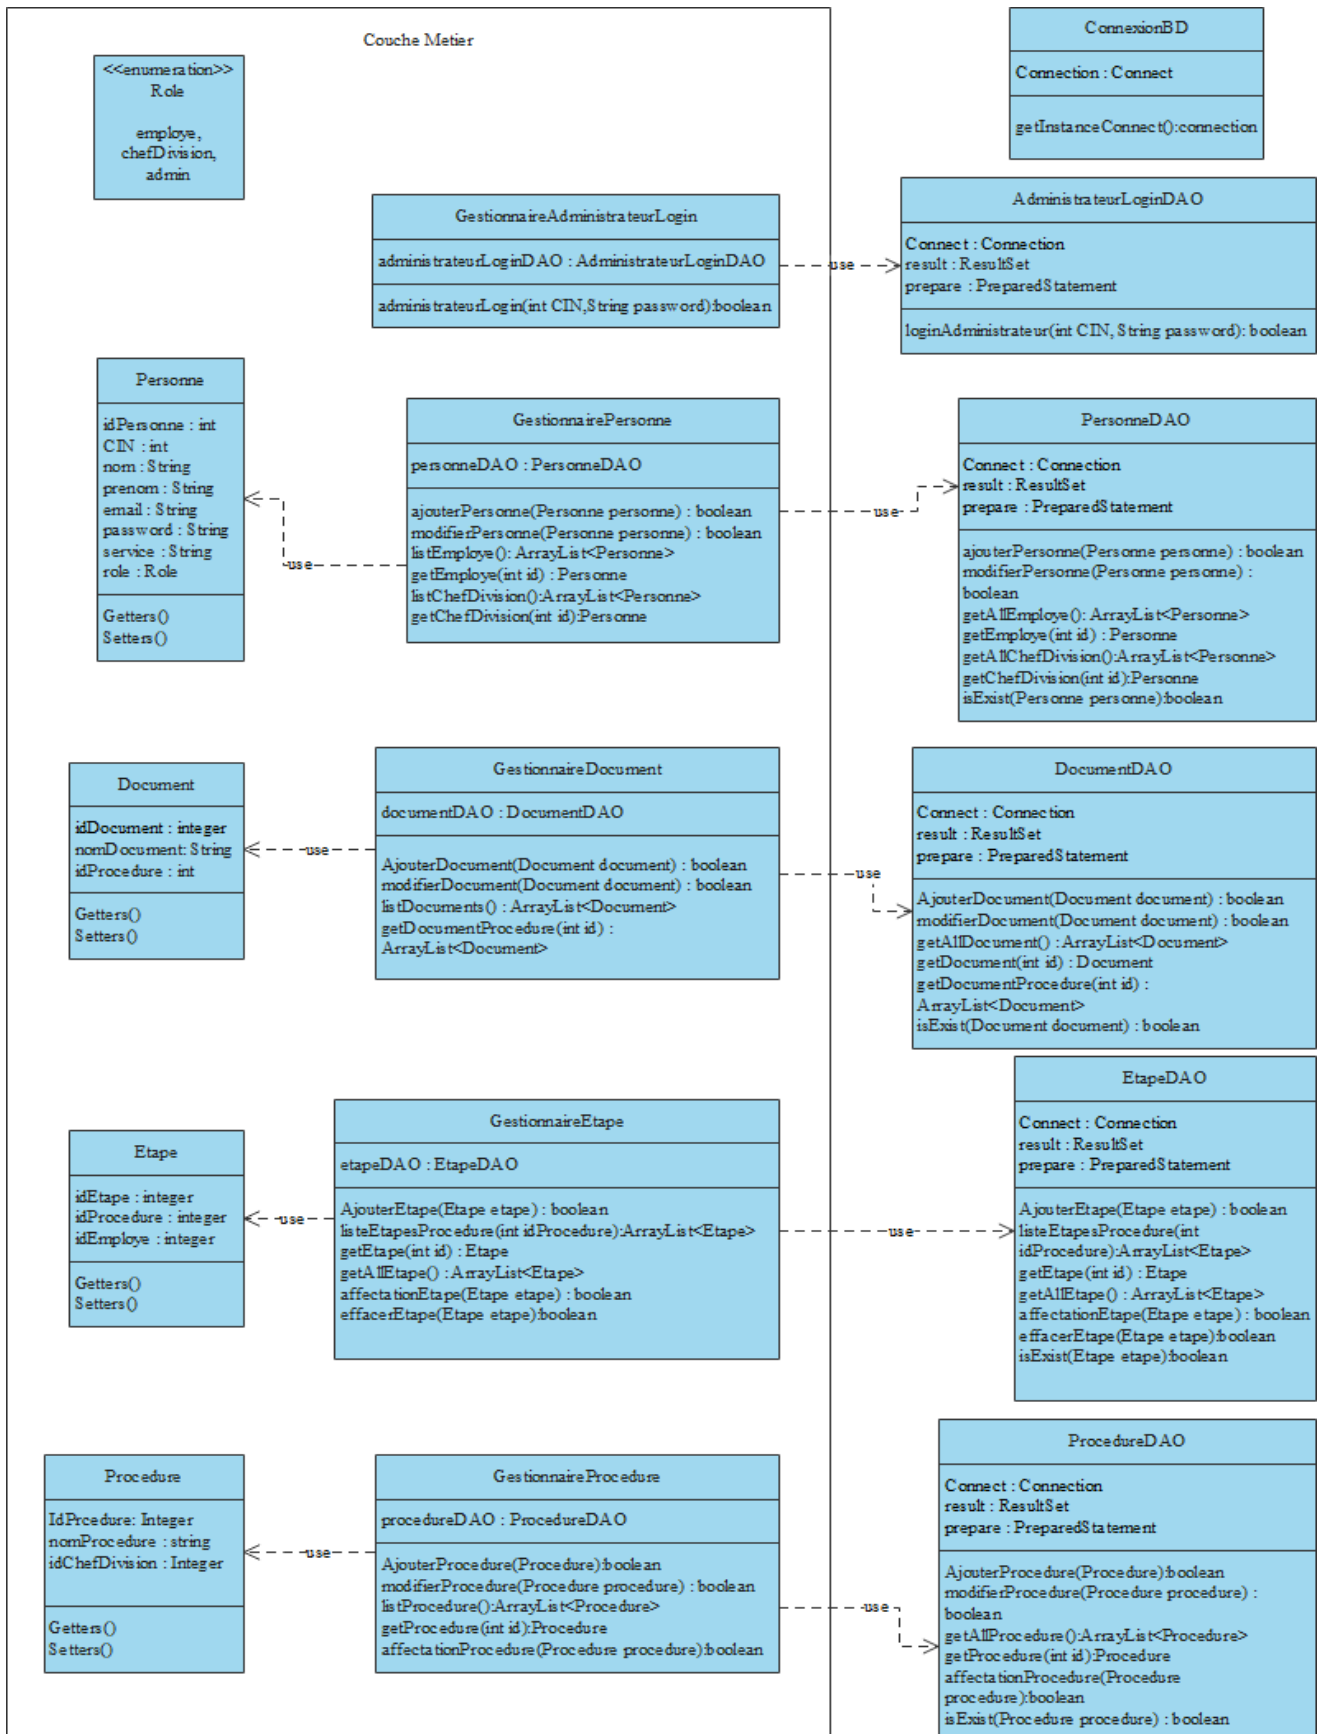 Couche Metier
<<enumeration>>
Role
employe,
chefDivision,
admin
ConnexionBD
Connection : Connect
getInstanceConnect():connection
GestionnaireAdministrateurLogin
administrateurLoginDAO : AdministrateurLoginDAO
administrateurLogin(int CIN,String password):boolean
use
AdministrateurLoginDAO
Connect : Connection
result : ResultSet
prepare : PreparedStatement
loginAdministrateur(int CIN, String password): boolean
Personne
idPersonne : int
CIN : int
nom : String
prenom : String
email : String
password : String
service : String
role : Role
Getters()
Setters()
use
GestionnairePersonne
personneDAO : PersonneDAO
ajouterPersonne(Personne personne) : boolean
modifierPersonne(Personne personne) : boolean
listEmploye(): ArrayList<Personne>
getEmploye(int id) : Personne
listChefDivision():ArrayList<Personne>
getChefDivision(int id):Personne
use
PersonneDAO
Connect : Connection
result : ResultSet
prepare : PreparedStatement
ajouterPersonne(Personne personne) : boolean
modifierPersonne(Personne personne) :
boolean
getAllEmploye(): ArrayList<Personne>
getEmploye(int id) : Personne
getAllChefDivision():ArrayList<Personne>
getChefDivision(int id):Personne
isExist(Personne personne):boolean
Document
idDocument : integer
nomDocument: String
idProcedure : int
Getters()
Setters()
use
GestionnaireDocument
documentDAO : DocumentDAO
AjouterDocument(Document document) : boolean
modifierDocument(Document document) : boolean
listDocuments() : ArrayList<Document>
getDocumentProcedure(int id) :
ArrayList<Document>
use
DocumentDAO
Connect : Connection
result : ResultSet
prepare : PreparedStatement
AjouterDocument(Document document) : boolean
modifierDocument(Document document) : boolean
getAllDocument() : ArrayList<Document>
getDocument(int id) : Document
getDocumentProcedure(int id) :
ArrayList<Document>
isExist(Document document) : boolean
Etape
idEtape : integer
idProcedure : integer
idEmploye : integer
Getters()
Setters()
use
GestionnaireEtape
etapeDAO : EtapeDAO
AjouterEtape(Etape etape) : boolean
listeEtapesProcedure(int idProcedure):ArrayList<Etape>
getEtape(int id) : Etape
getAllEtape() : ArrayList<Etape>
affectationEtape(Etape etape) : boolean
effacerEtape(Etape etape):boolean
use
EtapeDAO
Connect : Connection
result : ResultSet
prepare : PreparedStatement
AjouterEtape(Etape etape) : boolean
listeEtapesProcedure(int
idProcedure):ArrayList<Etape>
getEtape(int id) : Etape
getAllEtape() : ArrayList<Etape>
affectationEtape(Etape etape) : boolean
effacerEtape(Etape etape):boolean
isExist(Etape etape):boolean
Procedure
IdPrcedure: Integer
nomProcedure : string
idChefDivision : Integer
Getters()
Setters()
use
GestionnaireProcedure
procedureDAO : ProcedureDAO
AjouterProcedure(Procedure):boolean
modifierProcedure(Procedure procedure) : boolean
listProcedure():ArrayList<Procedure>
getProcedure(int id):Procedure
affectationProcedure(Procedure procedure):boolean
use
ProcedureDAO
Connect : Connection
result : ResultSet
prepare : PreparedStatement
AjouterProcedure(Procedure):boolean
modifierProcedure(Procedure procedure) :
boolean
getAllProcedure():ArrayList<Procedure>
getProcedure(int id):Procedure
affectationProcedure(Procedure
procedure):boolean
isExist(Procedure procedure) : boolean